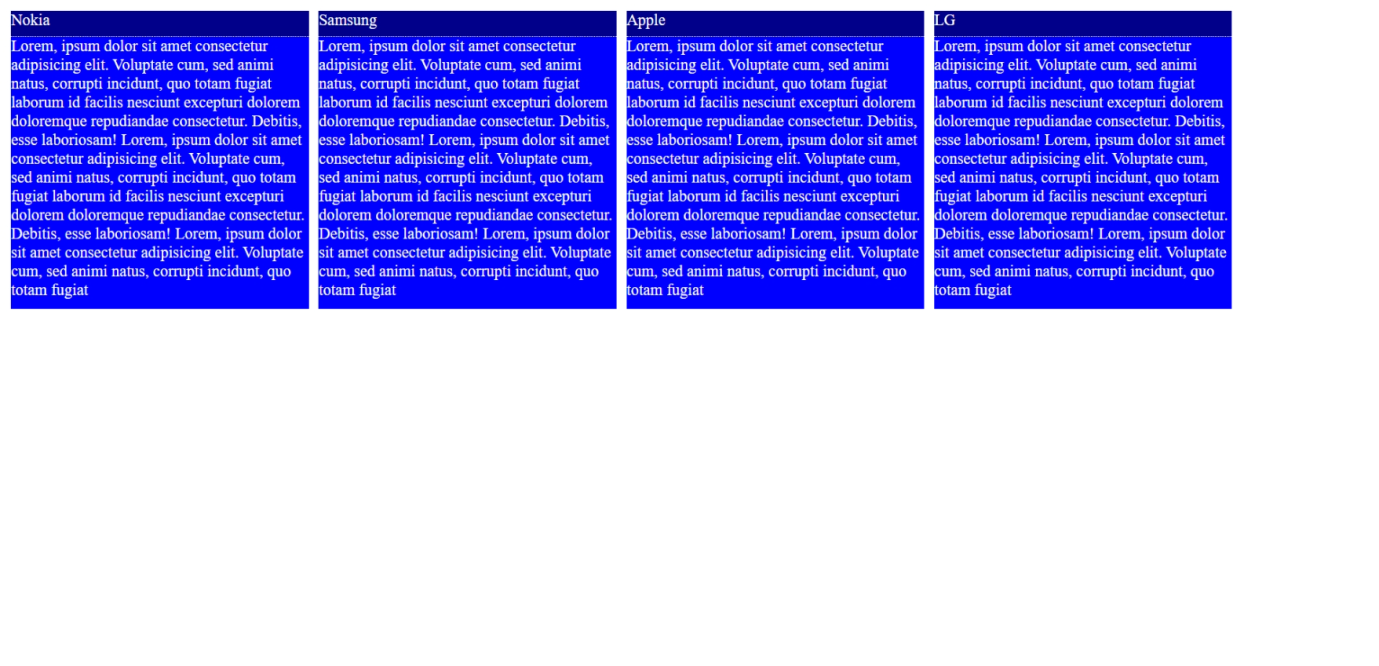 Nokia
Lorem, ipsum dolor sit amet consectetur
adipisicing elit. Voluptate cum, sed animi
natus, corrupti incidunt, quo totam fugiat
laborum id facilis nesciunt excepturi dolorem
doloremque repudiandae consectetur. Debitis,
esse laboriosam! Lorem, ipsum dolor sit amet
consectetur adipisicing elit. Voluptate cum,
sed animi natus, corrupti incidunt, quo totam
fugiat laborum id facilis nesciunt excepturi
dolorem doloremque repudiandae consectetur.
Debitis, esse laboriosam! Lorem, ipsum dolor
sit amet consectetur adipisicing elit. Voluptate
cum, sed animi natus, corrupti incidunt, quo
totam fugiat
Samsung
Lorem, ipsum dolor sit amet consectetur
adipisicing elit. Voluptate cum, sed animi
natus, corrupti incidunt, quo totam fugiat
laborum id facilis nesciunt excepturi dolorem
doloremque repudiandae consectetur. Debitis,
esse laboriosam! Lorem, ipsum dolor sit amet
consectetur adipisicing elit. Voluptate cum,
sed animi natus, corrupti incidunt, quo totam
fugiat laborum id facilis nesciunt excepturi
dolorem doloremque repudiandae consectetur.
Debitis, esse laboriosam! Lorem, ipsum dolor
sit amet consectetur adipisicing elit. Voluptate
cum, sed animi natus, corrupti incidunt, quo
totam fugiat
Apple
Lorem, ipsum dolor sit amet consectetur
adipisicing elit. Voluptate cum, sed animi
natus, corrupti incidunt, quo totam fugiat
laborum id facilis nesciunt excepturi dolorem
doloremque repudiandae consectetur. Debitis,
esse laboriosam! Lorem, ipsum dolor sit amet
consectetur adipisicing elit. Voluptate cum,
sed animi natus, corrupti incidunt, quo totam
fugiat laborum id facilis nesciunt excepturi
dolorem doloremque repudiandae consectetur.
Debitis, esse laboriosam! Lorem, ipsum dolor
sit amet consectetur adipisicing elit. Voluptate
cum, sed animi natus, corrupti incidunt, quo
totam fugiat
LG
Lorem, ipsum dolor sit amet consectetur
adipisicing elit. Voluptate cum, sed animi
natus, corrupti incidunt, quo totam fugiat
laborum id facilis nesciunt excepturi dolorem
doloremque repudiandae consectetur. Debitis,
esse laboriosam! Lorem, ipsum dolor sit amet
consectetur adipisicing elit. Voluptate cum,
sed animi natus, corrupti incidunt, quo totam
fugiat laborum id facilis nesciunt excepturi
dolorem doloremque repudiandae consectetur.
Debitis, esse laboriosam! Lorem, ipsum dolor
sit amet consectetur adipisicing elit. Voluptate
cum, sed animi natus, corrupti incidunt, quo
totam fugiat